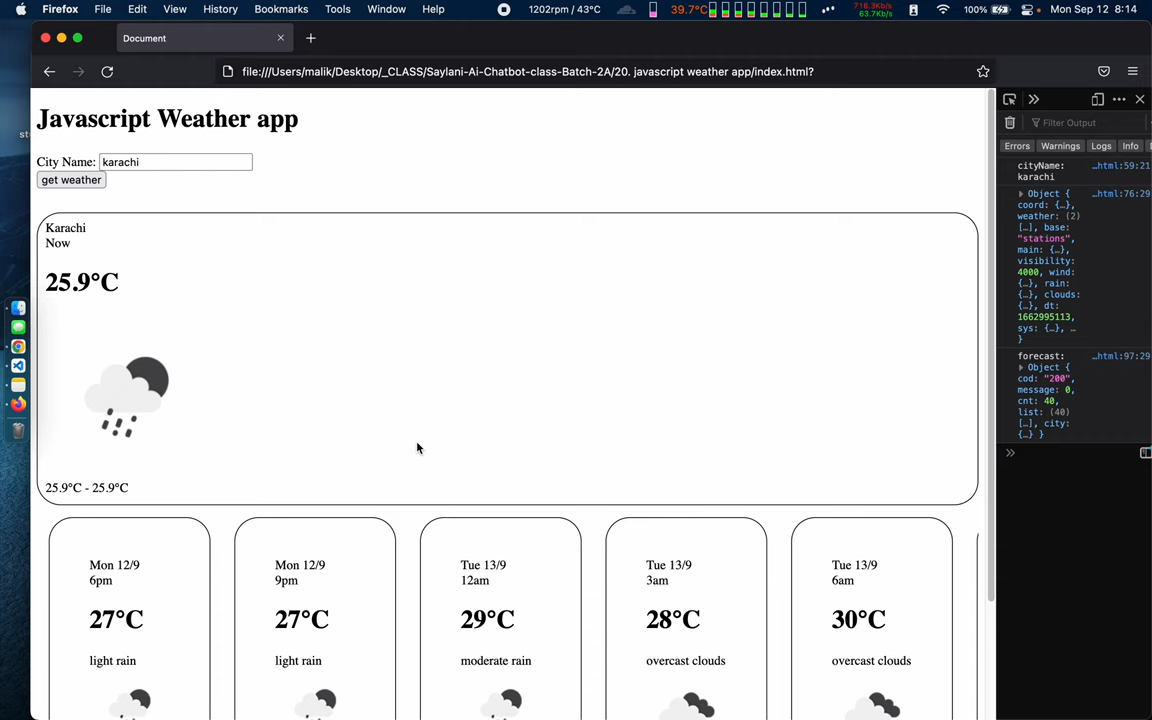 Firefox File Edit View History Bookmarks Tools Window Help 1202rpm / 43°C 39.7°C 716.3Kb/s 63.7Kb/s 100% Mon Sep 12 8:14
Document
file:///Users/malik/Desktop/_CLASS/Saylani-Ai-Chatbot-class-Batch-2A/20. javascript weather app/index.html?
Javascript Weather app
City Name: karachi
get weather
Karachi
Now
25.9°C
25.9°C - 25.9°C
Mon 12/9
6pm
27°C
light rain
Mon 12/9
9pm
27°C
light rain
Tue 13/9
12am
29°C
moderate rain
Tue 13/9
3am
28°C
overcast clouds
Tue 13/9
6am
30°C
overcast clouds
Filter Output
Errors Warnings Logs Info
cityName: …html:59:21
karachi
Object { …html:76:29
coord: {…},
weather: (2)
[…], base:
"stations",
main: {…},
visibility:
4000, wind:
{…}, rain:
{…}, clouds:
{…}, dt:
1662995113,
sys: {…}, …
}
forecast: …html:97:29
Object {
cod: "200",
message: 0,
cnt: 40,
list: (40)
[…], city:
{…} }